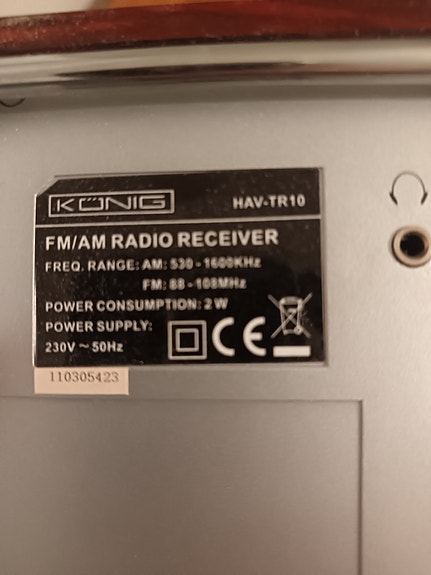 KÖNIG HAV-TR10
FM/AM RADIO RECEIVER
FREQ. RANGE: AM: 530 - 1600KHz
FM: 88 - 108MHz
POWER CONSUMPTION: 2 W
POWER SUPPLY:
230V ~ 50Hz
CE
110305423